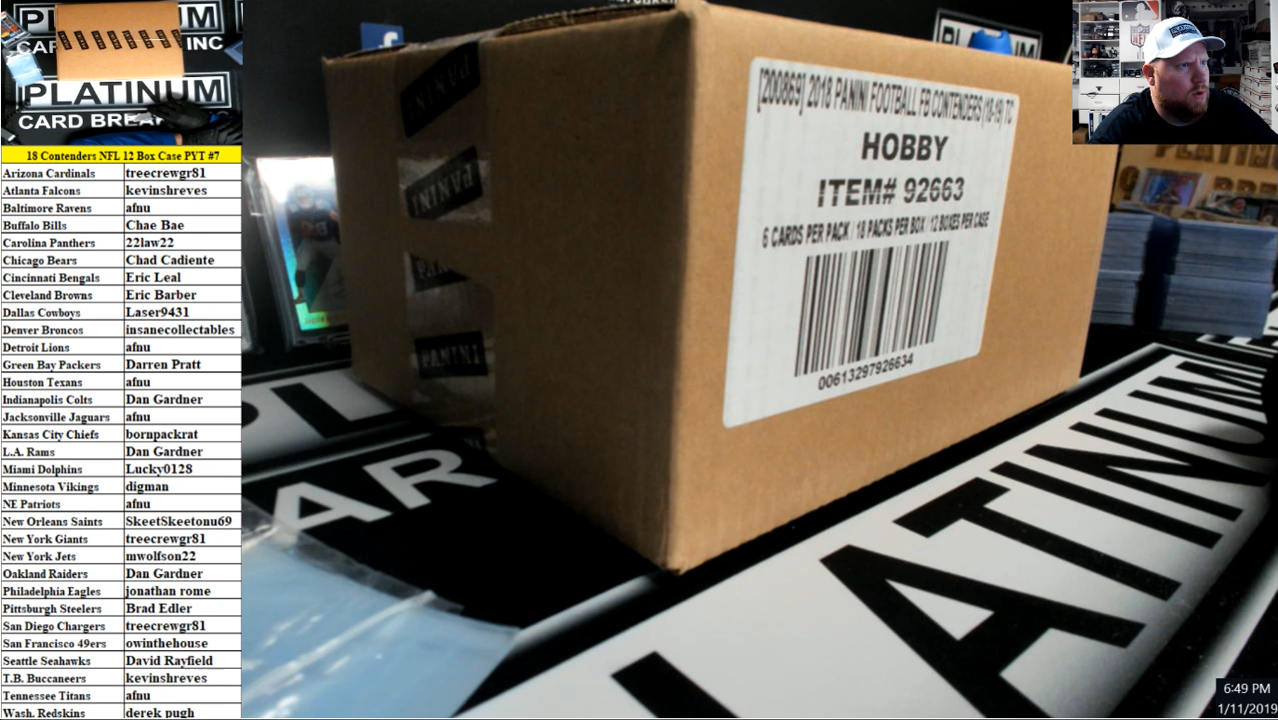 PLATINUM
CAR INC
PLATINUM
CARD BREA
18 Contenders NFL 12 Box Case PYT #7
Arizona Cardinals treecrewgr81
Atlanta Falcons kevinshreves
Baltimore Ravens afnu
Buffalo Bills Chae Bae
Carolina Panthers 22law22
Chicago Bears Chad Cadiente
Cincinnati Bengals Eric Leal
Cleveland Browns Eric Barber
Dallas Cowboys Laser9431
Denver Broncos insanecollectables
Detroit Lions afnu
Green Bay Packers Darren Pratt
Houston Texans afnu
Indianapolis Colts Dan Gardner
Jacksonville Jaguars afnu
Kansas City Chiefs bornpackrat
L.A. Rams Dan Gardner
Miami Dolphins Lucky0128
Minnesota Vikings digman
NE Patriots afnu
New Orleans Saints SkeetSkeetonu69
New York Giants treecrewgr81
New York Jets mwolfson22
Oakland Raiders Dan Gardner
Philadelphia Eagles jonathan rome
Pittsburgh Steelers Brad Edler
San Diego Chargers treecrewgr81
San Francisco 49ers owinthehouse
Seattle Seahawks David Rayfield
T.B. Buccaneers kevinshreves
Tennessee Titans afnu
Wash. Redskins derek pugh
PANINI
PANINI
PANINI
[200869] 2018 PANINI FOOTBALL FB CONTENDERS (18-19) TC
HOBBY
ITEM# 92663
6 CARDS PER PACK / 18 PACKS PER BOX / 12 BOXES PER CASE
00613297926634
PL
AR
LATINUM
NFL
6:49 PM
1/11/2019